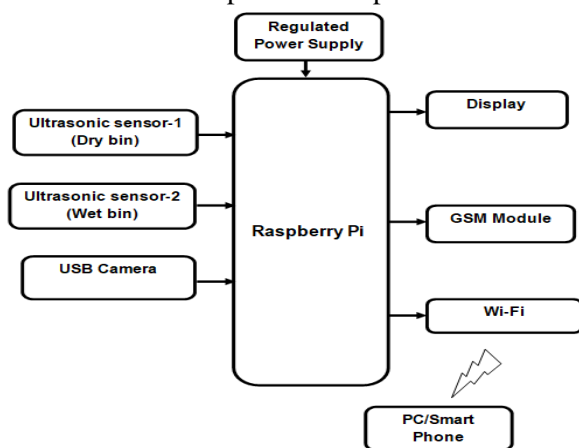 Regulated
Power Supply
Ultrasonic sensor-1
(Dry bin)
Ultrasonic sensor-2
(Wet bin)
USB Camera
Raspberry Pi
Display
GSM Module
Wi-Fi
PC/Smart
Phone